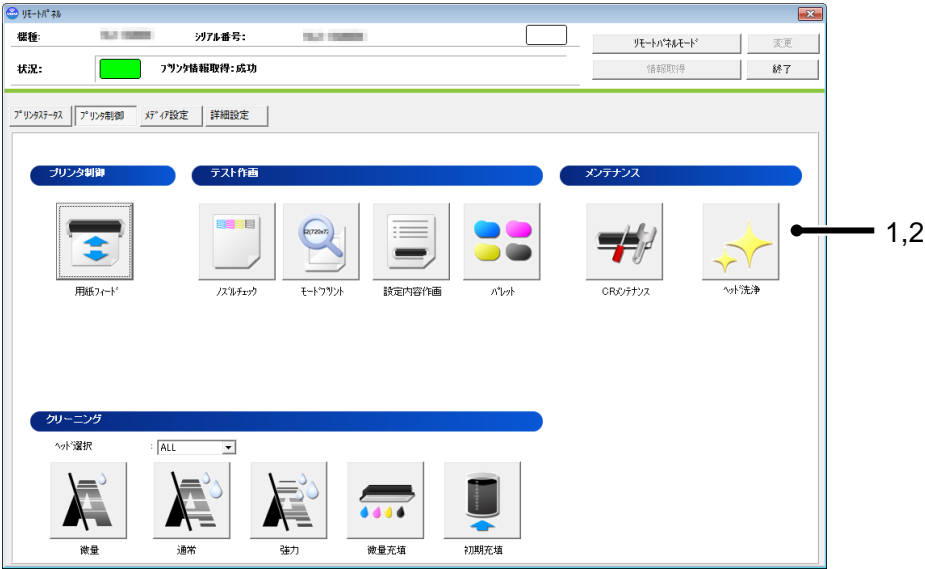 リモートパネル
機種:
シリアル番号:
リモートパネルモード
変更
状況:
プリンタ情報取得:成功
情報取得
終了
プリンタステータス
プリンタ制御
メディア設定
詳細設定
プリンタ制御
テスト作画
メンテナンス
1,2
用紙フィード
ノズルチェック
モードプリント
設定内容作画
パレット
CRメンテナンス
ヘッド洗浄
クリーニング
ヘッド選択
:
ALL
微量
通常
強力
微量充填
初期充填